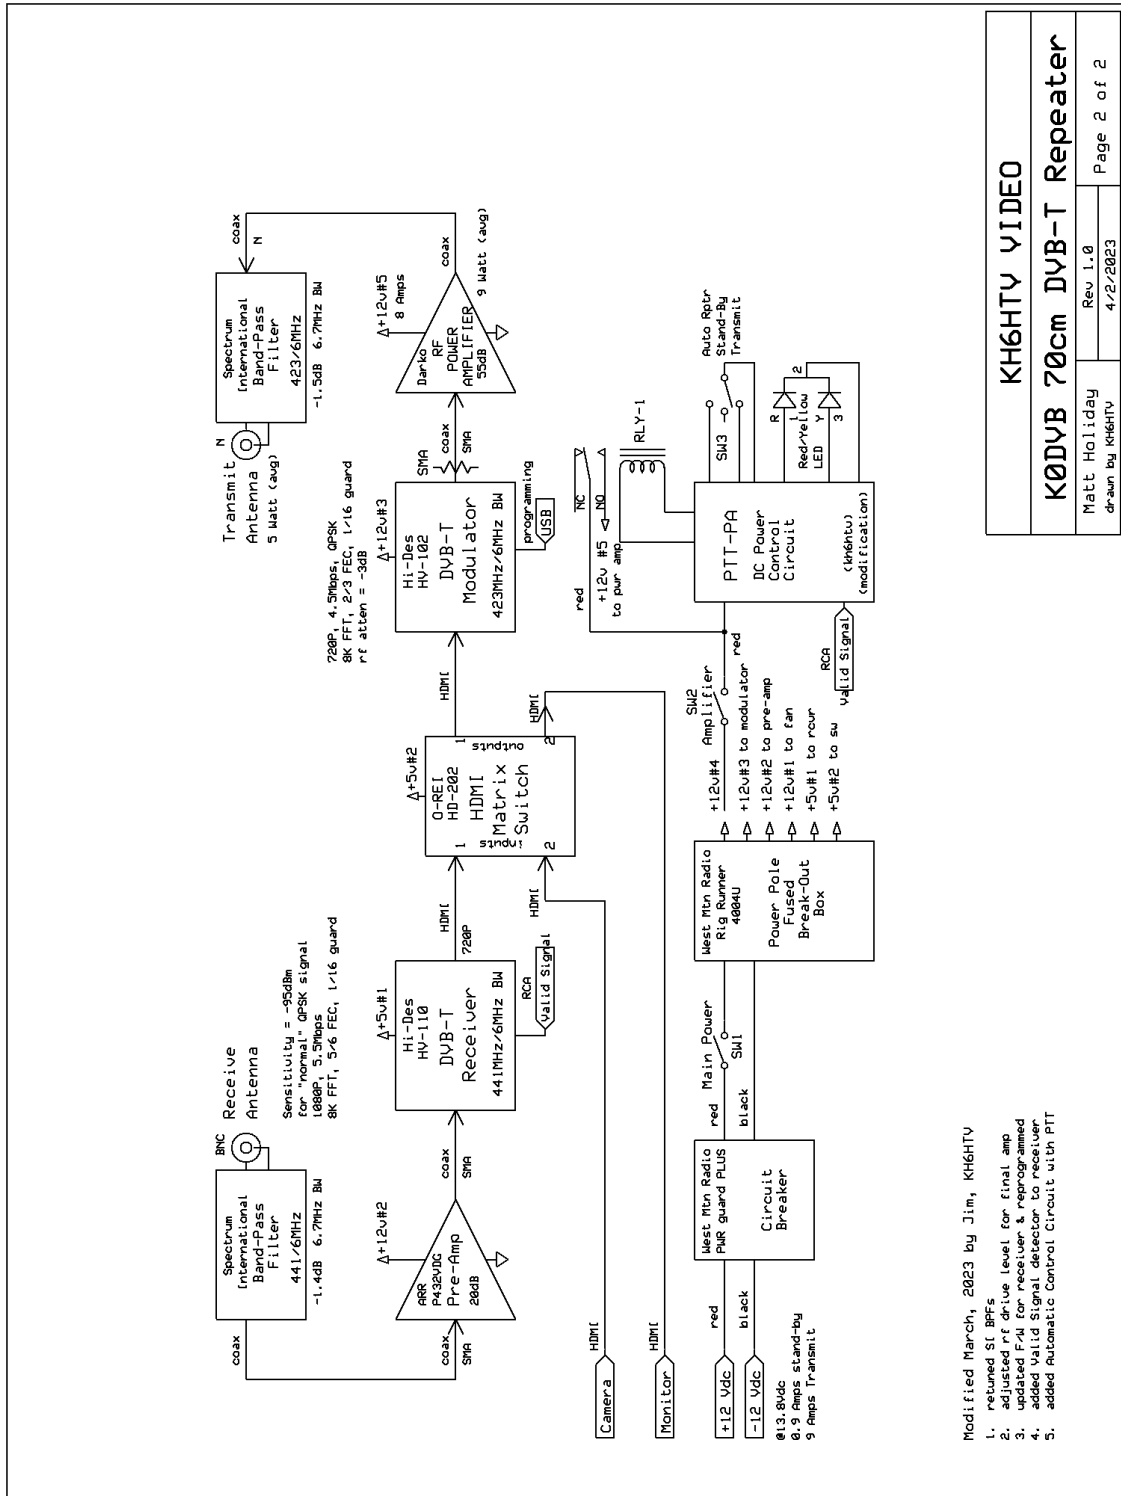 Spectrum
International
Band-Pass
Filter
441/6MHz
-1.4dB 6.7MHz BW
BNC
Receive
Antenna
Sensitivity = -95dBm
for "normal" QPSK signal
1080P, 5.5Mbps
8K FFT, 5/6 FEC, 1/16 guard
coax
coax
SMA
ARR
P432VDG
Pre-Amp
20dB
+12v#2
coax
SMA
Hi-Des
HV-110
DVB-T
Receiver
441MHz/6MHz BW
+5v#1
RCA
Valid Signal
HDMI
720P
O-REI
HD-202
HDMI
Matrix
Switch
+5v#2
inputs
1
2
outputs
1
2
HDMI
HDMI
HDMI
720P, 4.5Mbps, QPSK
8K FFT, 2/3 FEC, 1/16 guard
rf atten = -3dB
Hi-Des
HV-102
DVB-T
Modulator
423MHz/6MHz BW
+12v#3
programming
USB
SMA
coax
SMA
Darko
RF
POWER
AMPLIFIER
55dB
+12v#5
8 Amps
9 Watt (avg)
coax
coax
N
Spectrum
International
Band-Pass
Filter
423/6MHz
-1.5dB 6.7MHz BW
Transmit
Antenna
N
5 Watt (avg)
HDMI
Camera
HDMI
Monitor
+12 Vdc
-12 Vdc
@13.8Vdc
0.9 Amps stand-by
9 Amps Transmit
red
black
West Mtn Radio
PWR guard PLUS
Circuit
Breaker
red
black
Main Power
SW1
West Mtn Radio
Rig Runner
4004U
Power Pole
Fused
Break-Out
Box
+12v#4
+12v#3 to modulator
+12v#2 to pre-amp
+12v#1 to fan
+5v#1 to rcvr
+5v#2 to sw
SW2
Amplifier
red
red
+12v #5
to pwr amp
NC
NO
RLY-1
PTT-PA
DC Power
Control
Circuit
(kh6htv)
(modification)
RCA
Valid Signal
SW3
Auto Rptr
Stand-By
Transmit
Red/Yellow
LED
R
1
Y
3
2
Modified March, 2023 by Jim, KH6HTV
1. retuned SI BPFs
2. adjusted rf drive level for final amp
3. updated F/W for receiver & reprogrammed
4. added Valid Signal detector to receiver
5. added Automatic Control Circuit with PTT
KH6HTV VIDEO
K0DVB 70cm DVB-T Repeater
Matt Holiday
drawn by KH6HTV
Rev 1.0
4/2/2023
Page 2 of 2